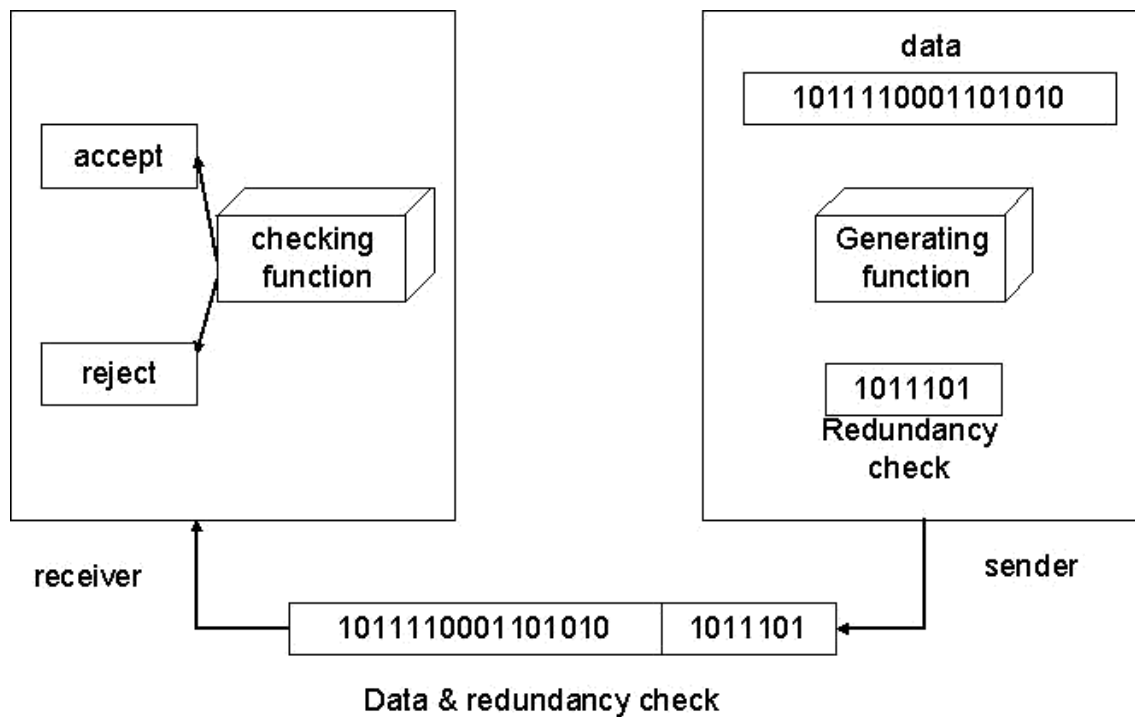 accept
checking
function
reject
receiver
data
1011110001101010
Generating
function
1011101
Redundancy
check
sender
1011110001101010 1011101
Data & redundancy check